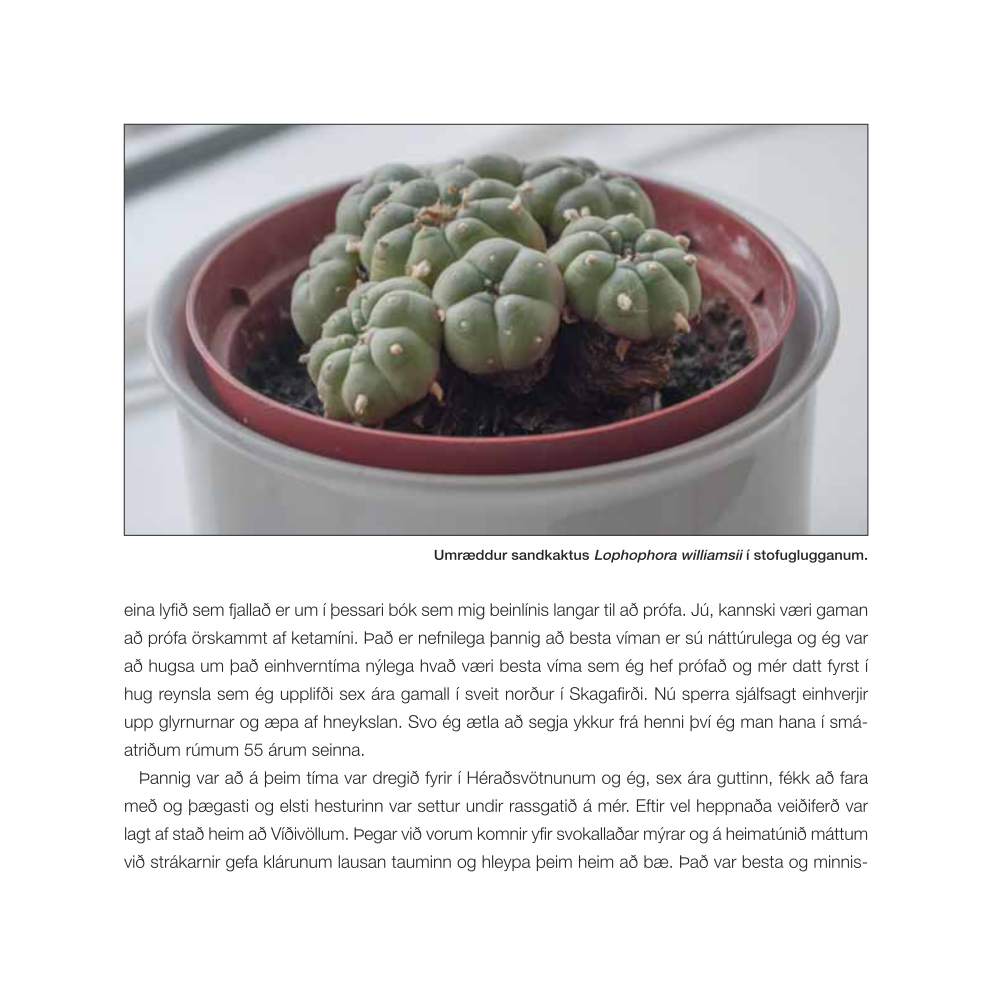 Umræddur sandkaktus Lophophora williamsii í stofuglugganum.
eina lyfið sem fjallað er um í þessari bók sem mig beinlínis langar til að prófa. Jú, kannski væri gaman
að prófa örskammt af ketamíni. Það er nefnilega þannig að besta víman er sú náttúrulega og ég var
að hugsa um það einhverntíma nýlega hvað væri besta víma sem ég hef prófað og mér datt fyrst í
hug reynsla sem ég upplifði sex ára gamall í sveit norður í Skagafirði. Nú sperra sjálfsagt einhverjir
upp glyrnurnar og æpa af hneykslan. Svo ég ætla að segja ykkur frá henni því ég man hana í smá-
atriðum rúmum 55 árum seinna.
Þannig var að á þeim tíma var dregið fyrir í Héraðsvötnunum og ég, sex ára guttinn, fékk að fara
með og þægasti og elsti hesturinn var settur undir rassgatið á mér. Eftir vel heppnaða veiðiferð var
lagt af stað heim að Víðivöllum. Þegar við vorum komnir yfir svokallaðar mýrar og á heimatúnið máttum
við strákarnir gefa klárunum lausan tauminn og hleypa þeim heim að bæ. Það var besta og minnis-